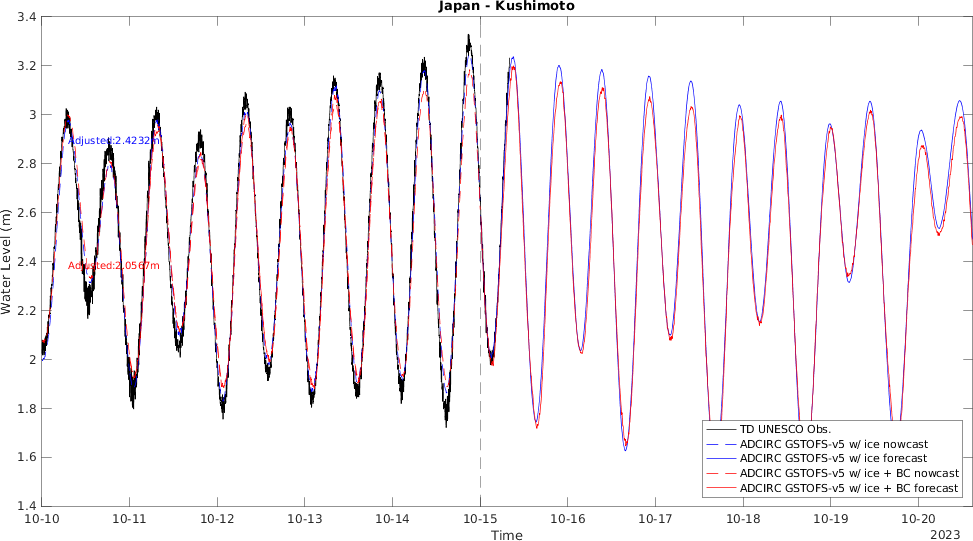 Japan - Kushimoto
Water Level (m)
3.4
3.2
3
2.8
2.6
2.4
2.2
2
1.8
1.6
1.4
Adjusted:2.4232m
Adjusted:2.0567m
TD UNESCO Obs.
ADCIRC GSTOFS-v5 w/ ice nowcast
ADCIRC GSTOFS-v5 w/ ice forecast
ADCIRC GSTOFS-v5 w/ ice + BC nowcast
ADCIRC GSTOFS-v5 w/ ice + BC forecast
10-10 10-11 10-12 10-13 10-14 10-15 10-16 10-17 10-18 10-19 10-20
Time
2023